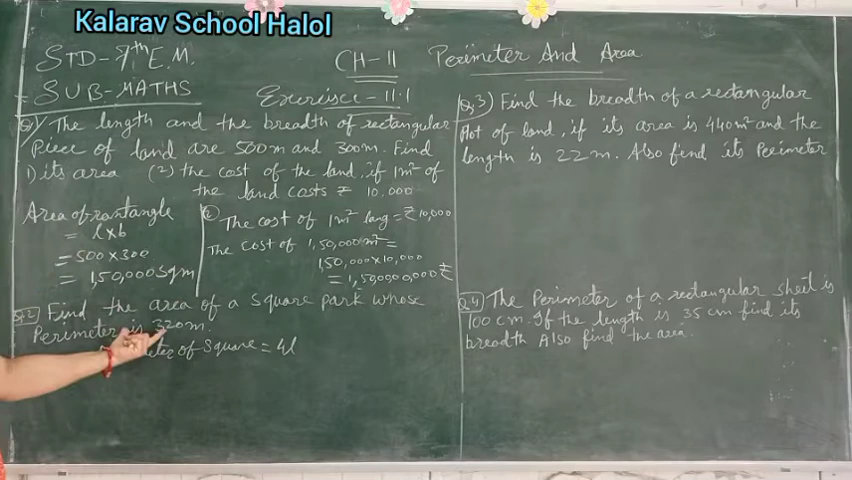 Kalarav School Halol
STD-7th E.M.
CH-11 Perimeter And Area
SUB-MATHS
Exercise-11.1
Q.1) The length and the breadth of rectangular
Piece of land are 500m and 300m. Find
1) its area (2) the cost of the land, if 1m² of
the land costs ₹ 10,000
Area of rantangle
= l×b
= 500×300
= 1,50,000 Sqm
② The cost of 1m² lang = ₹10,000
The cost of 1,50,000m² =
1,50,000×10,000
= 1,50,0000,000₹
Q.2) Find the area of a square park whose
Perimeter is 320m.
of Square = 4l
Q.3) Find the breadth of a rectangular
Plot of land, if its area is 440m² and the
length is 22m. Also find its Perimeter
Q.4 The Perimeter of a rectangular sheit is
100 cm. If the length is 35 cm find its
breadth Also find the area.